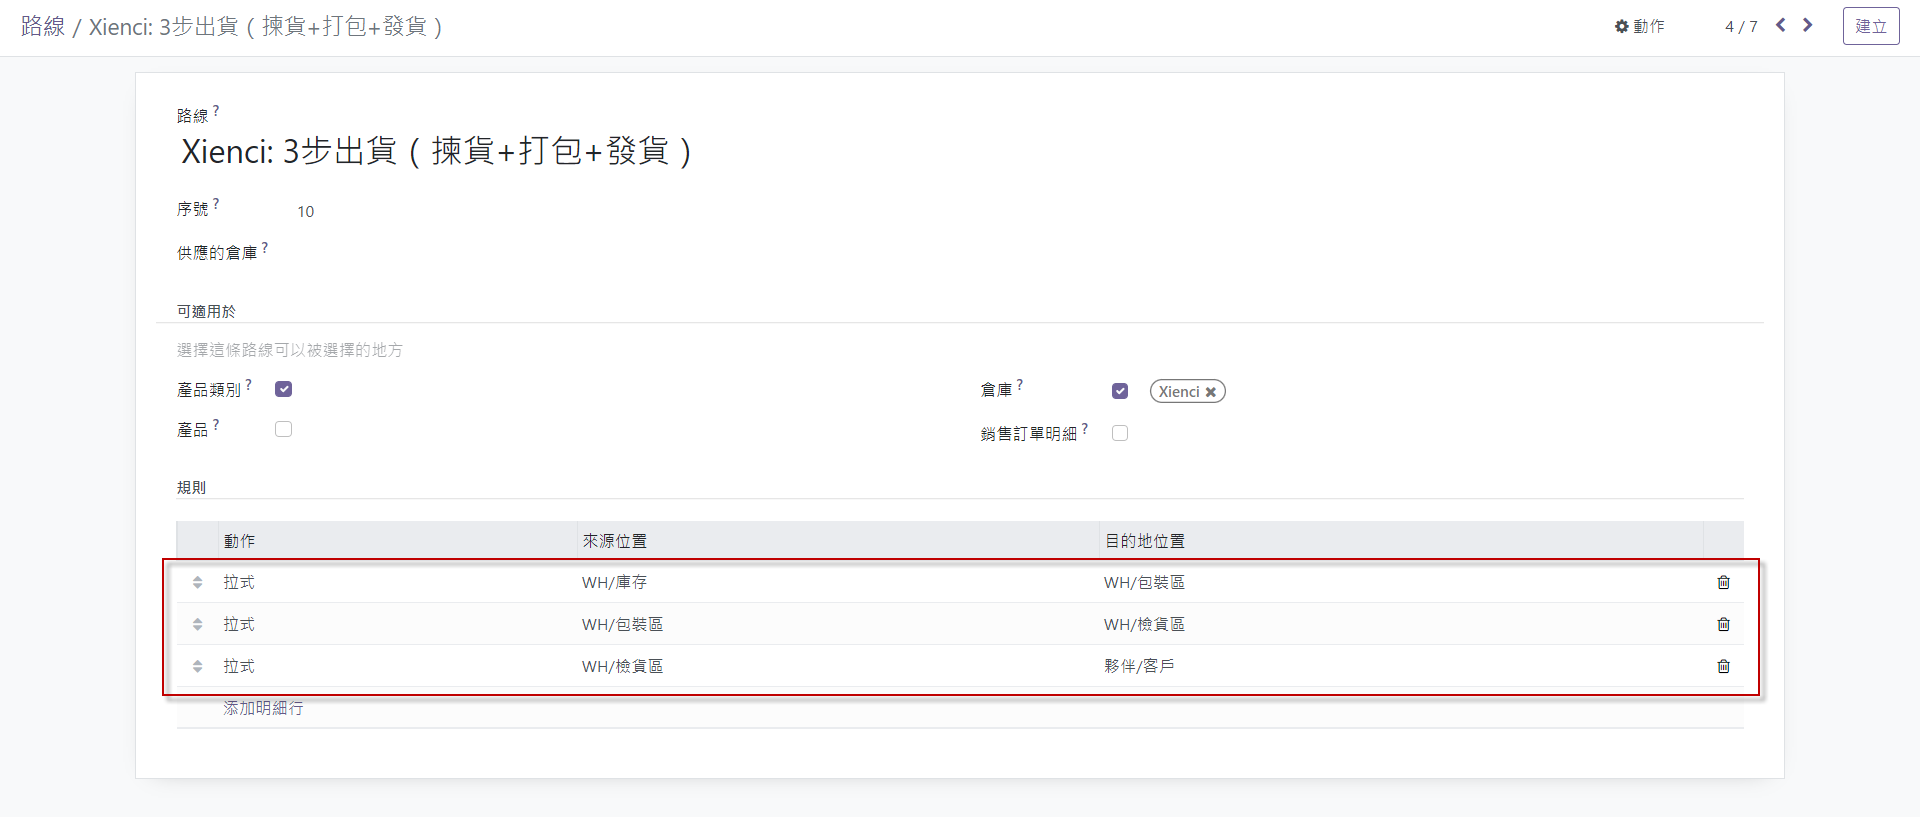 路線 / Xienci: 3步出貨 ( 揀貨+打包+發貨 )
動作
4 / 7
建立
路線 ?
Xienci: 3步出貨 ( 揀貨+打包+發貨 )
序號 ? 10
供應的倉庫 ?
可適用於
選擇這條路線可以被選擇的地方
產品類別 ?
倉庫 ? Xienci
產品 ?
銷售訂單明細 ?
規則
動作 來源位置 目的地位置
拉式 WH/庫存 WH/包裝區
拉式 WH/包裝區 WH/檢貨區
拉式 WH/檢貨區 夥伴/客戶
添加明細行